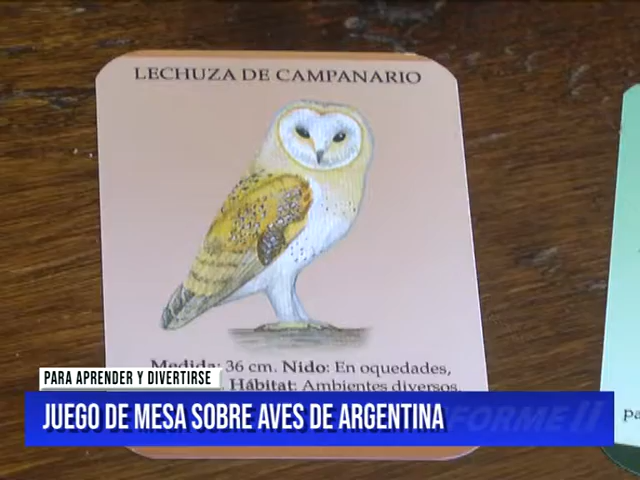 LECHUZA DE CAMPANARIO
Medida: 36 cm. Nido: En oquedades,
Hábitat: Ambientes diversos.
PARA APRENDER Y DIVERTIRSE
JUEGO DE MESA SOBRE AVES DE ARGENTINA
pa